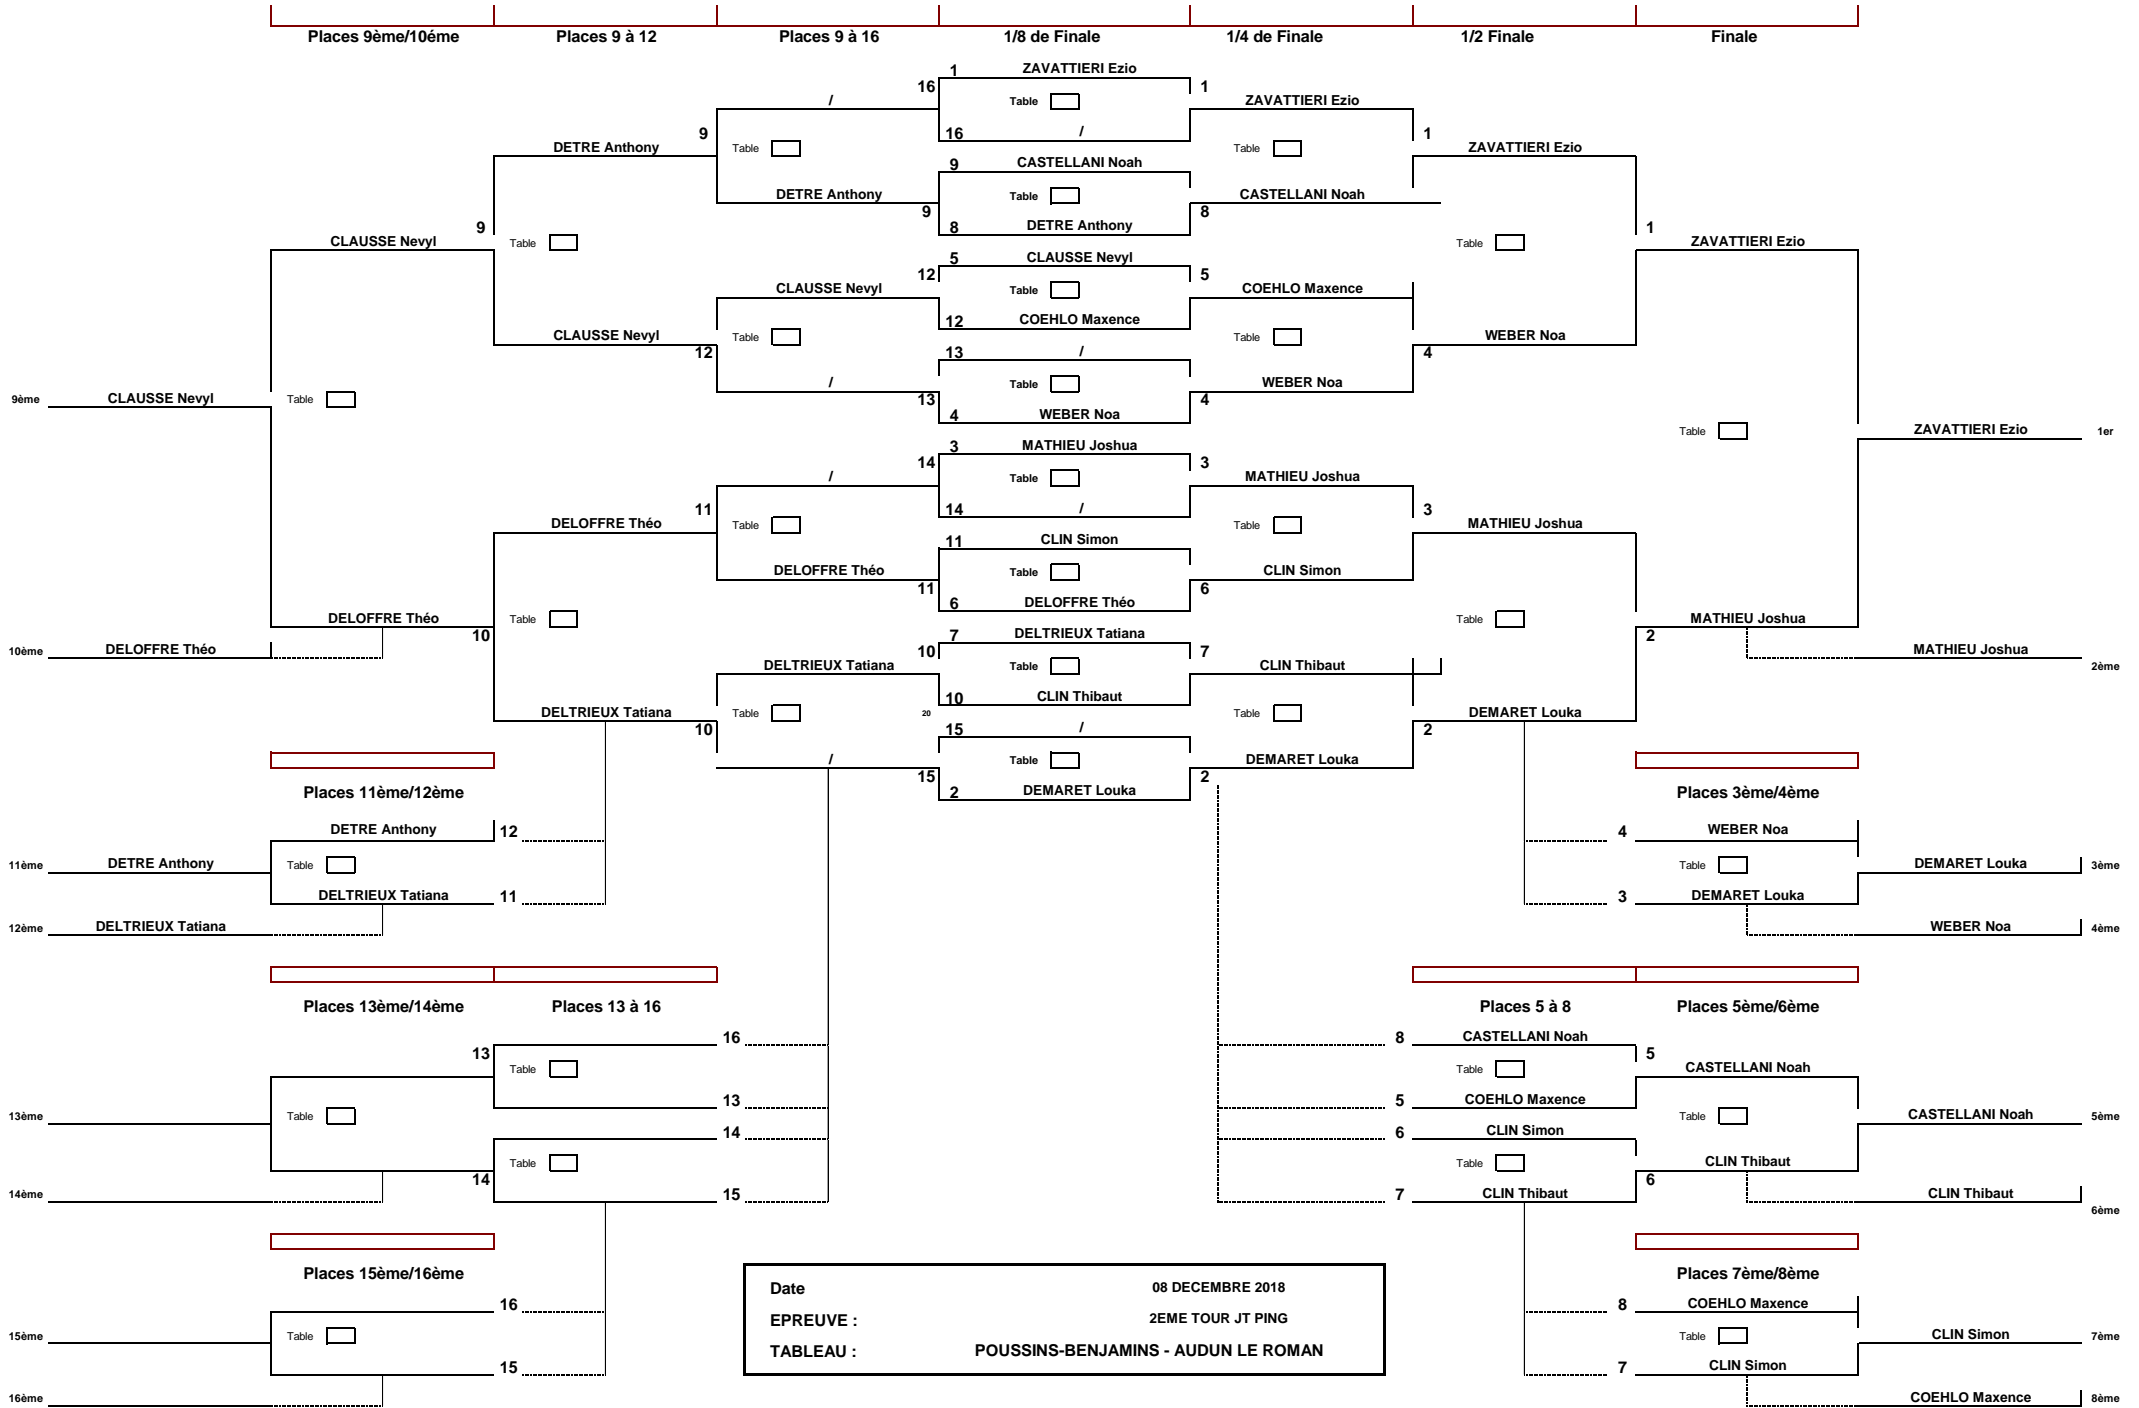 Places 9ème/10éme Places 9 à 12 Places 9 à 16 1/8 de Finale 1/4 de Finale 1/2 Finale Finale
1 ZAVATTIERI Ezio
16 1
/ Table ZAVATTIERI Ezio
9 16 / 1
DETRE Anthony Table Table ZAVATTIERI Ezio
9 CASTELLANI Noah
DETRE Anthony Table CASTELLANI Noah
9 8
8 DETRE Anthony
9 1
CLAUSSE Nevyl Table Table ZAVATTIERI Ezio
5 CLAUSSE Nevyl
12 5
CLAUSSE Nevyl Table COEHLO Maxence
12 COEHLO Maxence
CLAUSSE Nevyl Table Table WEBER Noa
12 13 / 4
/ Table WEBER Noa
9ème CLAUSSE Nevyl Table 13 4
4 WEBER Noa
Table ZAVATTIERI Ezio 1er
3 MATHIEU Joshua
14 3
/ Table MATHIEU Joshua
11 14 / 3
DELOFFRE Théo Table Table MATHIEU Joshua
11 CLIN Simon
DELOFFRE Théo Table CLIN Simon
11 6
6 DELOFFRE Théo
DELOFFRE Théo Table Table MATHIEU Joshua
10 7 DELTRIEUX Tatiana 2
10ème DELOFFRE Théo 10 7 MATHIEU Joshua
DELTRIEUX Tatiana Table CLIN Thibaut 2ème
10 CLIN Thibaut
DELTRIEUX Tatiana Table 20 Table DEMARET Louka
10 15 / 2
/ Table DEMARET Louka
15 2
Places 11ème/12ème 2 DEMARET Louka Places 3ème/4ème
DETRE Anthony 12 4 WEBER Noa
11ème DETRE Anthony Table Table DEMARET Louka 3ème
DELTRIEUX Tatiana 11 3 DEMARET Louka
12ème DELTRIEUX Tatiana WEBER Noa 4ème
Places 13ème/14ème Places 13 à 16 Places 5 à 8 Places 5ème/6ème
16 8 CASTELLANI Noah
13 5
Table Table CASTELLANI Noah
13 5 COEHLO Maxence
13ème Table Table CASTELLANI Noah 5ème
14 6 CLIN Simon
Table Table CLIN Thibaut
14 6
14ème 15 7 CLIN Thibaut CLIN Thibaut
6ème
Places 15ème/16ème Places 7ème/8ème
Date 08 DECEMBRE 2018
16 8 COEHLO Maxence
EPREUVE : 2EME TOUR JT PING
15ème Table Table CLIN Simon 7ème
TABLEAU : POUSSINS-BENJAMINS - AUDUN LE ROMAN
15 7 CLIN Simon
16ème COEHLO Maxence 8ème